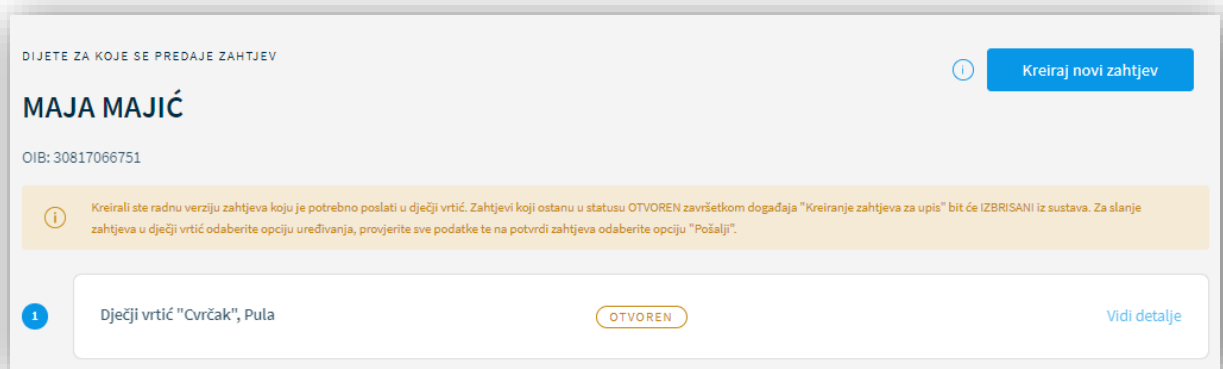 DIJETE ZA KOJE SE PREDAJE ZAHTJEV
Kreiraj novi zahtjev
MAJA MAJIĆ
OIB: 30817066751
Kreirali ste radnu verziju zahtjeva koju je potrebno poslati u dječji vrtić. Zahtjevi koji ostanu u statusu OTVOREN završetkom događaja "Kreiranje zahtjeva za upis" bit će IZBRISANI iz sustava. Za slanje
zahtjeva u dječji vrtić odaberite opciju uređivanja, provjerite sve podatke te na potvrdi zahtjeva odaberite opciju "Pošalji".
1
Dječji vrtić "Cvrčak", Pula
OTVOREN
Vidi detalje